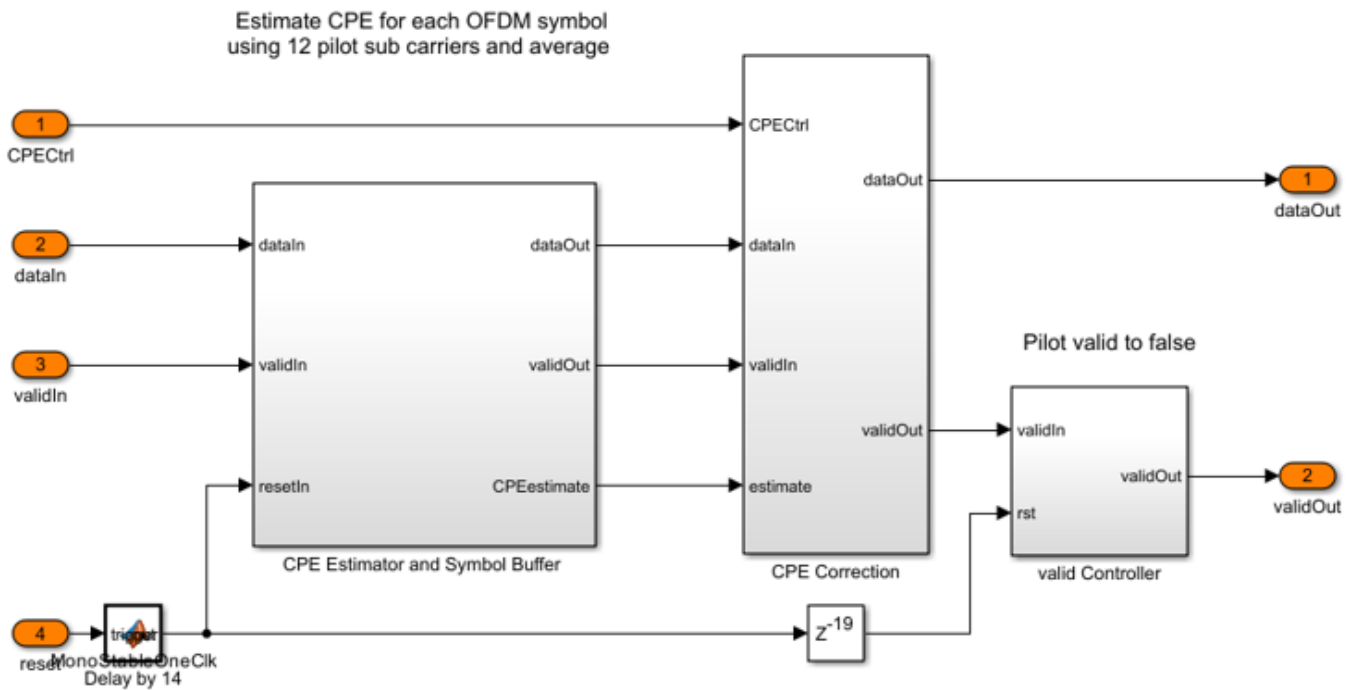 Estimate CPE for each OFDM symbol
using 12 pilot sub carriers and average
1
CPECtrl
CPECtrl
dataOut
1
dataOut
2
dataIn
dataIn
dataOut
dataIn
Pilot valid to false
3
validIn
validIn
validOut
validIn
validOut
validIn
validOut
2
validOut
resetIn
CPEestimate
estimate
rst
CPE Estimator and Symbol Buffer
CPE Correction
valid Controller
4
reset
MonoStableOneClk
Delay by 14
Z-19